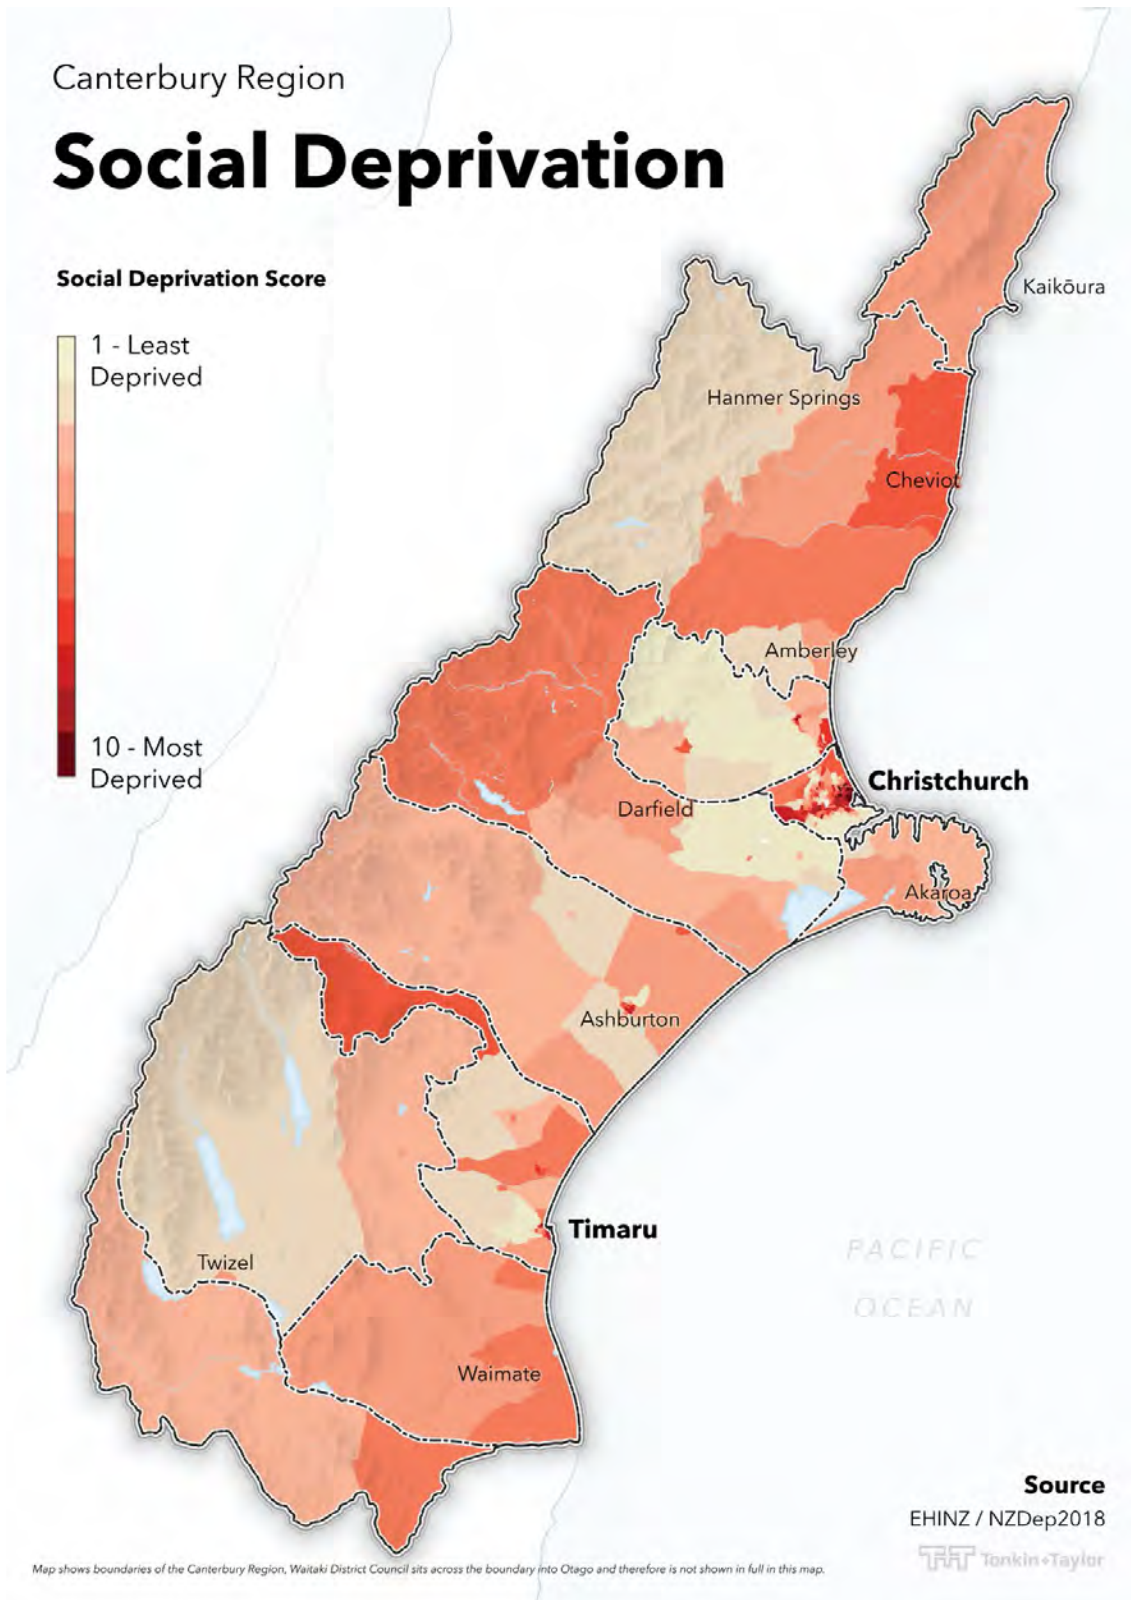 Canterbury Region
Social Deprivation
Social Deprivation Score
1 - Least
Deprived
10 - Most
Deprived
Kaikōura
Hanmer Springs
Cheviot
Amberley
Christchurch
Darfield
Akaroa
Ashburton
Timaru
PACIFIC
OCEAN
Twizel
Waimate
Source
EHINZ / NZDep2018
T+T Tonkin+Taylor
Map shows boundaries of the Canterbury Region, Waitaki District Council sits across the boundary into Otago and therefore is not shown in full in this map.